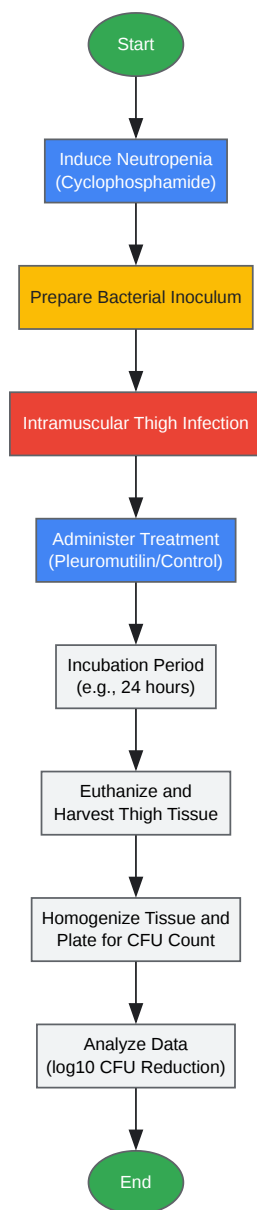 Start
Induce Neutropenia
(Cyclophosphamide)
Prepare Bacterial Inoculum
Intramuscular Thigh Infection
Administer Treatment
(Pleuromutilin/Control)
Incubation Period
(e.g., 24 hours)
Euthanize and
Harvest Thigh Tissue
Homogenize Tissue and
Plate for CFU Count
Analyze Data
(log10 CFU Reduction)
End